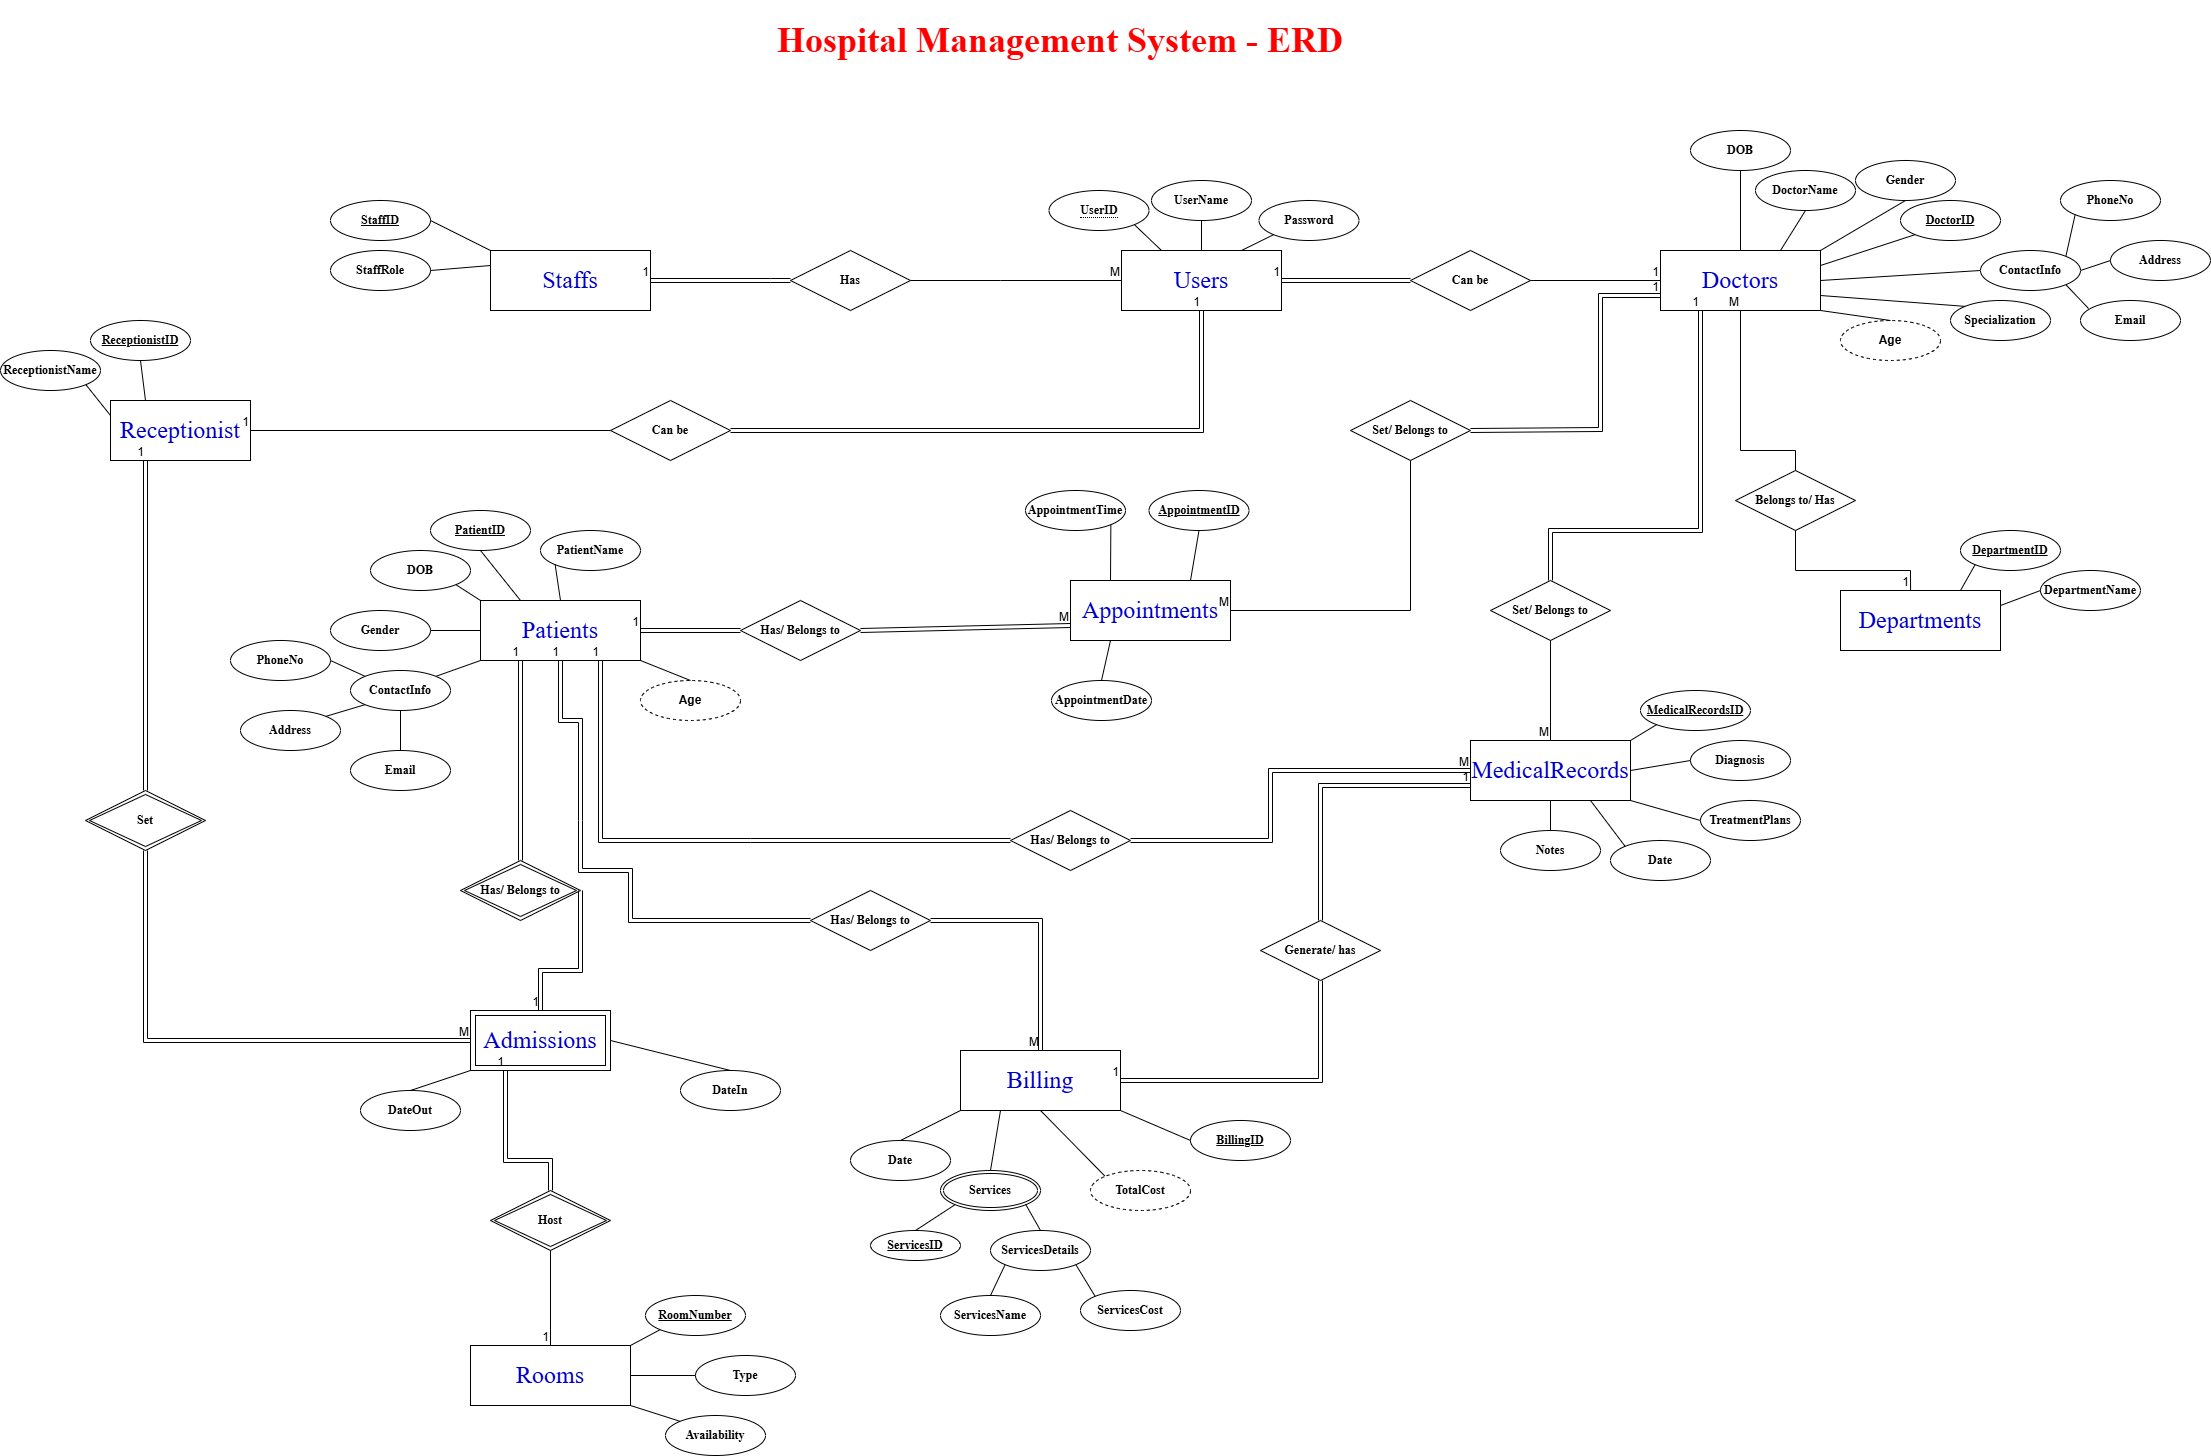 Hospital Management System - ERD
DOB
DoctorName
Gender
PhoneNo
StaffID
UserID
UserName
Password
DoctorID
StaffRole
Staffs
1
Has
M
Users
1
1
Can be
1
1
Doctors
1
M
ContactInfo
Address
Specialization
Email
Age
ReceptionistID
ReceptionistName
Receptionist
1
1
Can be
Set/ Belongs to
Belongs to/ Has
AppointmentTime
AppointmentID
PatientID
PatientName
DOB
Gender
PhoneNo
ContactInfo
Address
Email
Patients
1
1
1
1
Age
Has/ Belongs to
M
Appointments
M
AppointmentDate
Set/ Belongs to
DepartmentID
DepartmentName
1
Departments
MedicalRecordsID
M
M
1
MedicalRecords
Diagnosis
TreatmentPlans
Notes
Date
Set
Has/ Belongs to
Has/ Belongs to
Has/ Belongs to
Generate/ has
1
M
Admissions
1
DateOut
DateIn
M
Billing
1
Date
BillingID
Services
TotalCost
ServicesID
ServicesDetails
ServicesName
ServicesCost
Host
1
Rooms
RoomNumber
Type
Availability